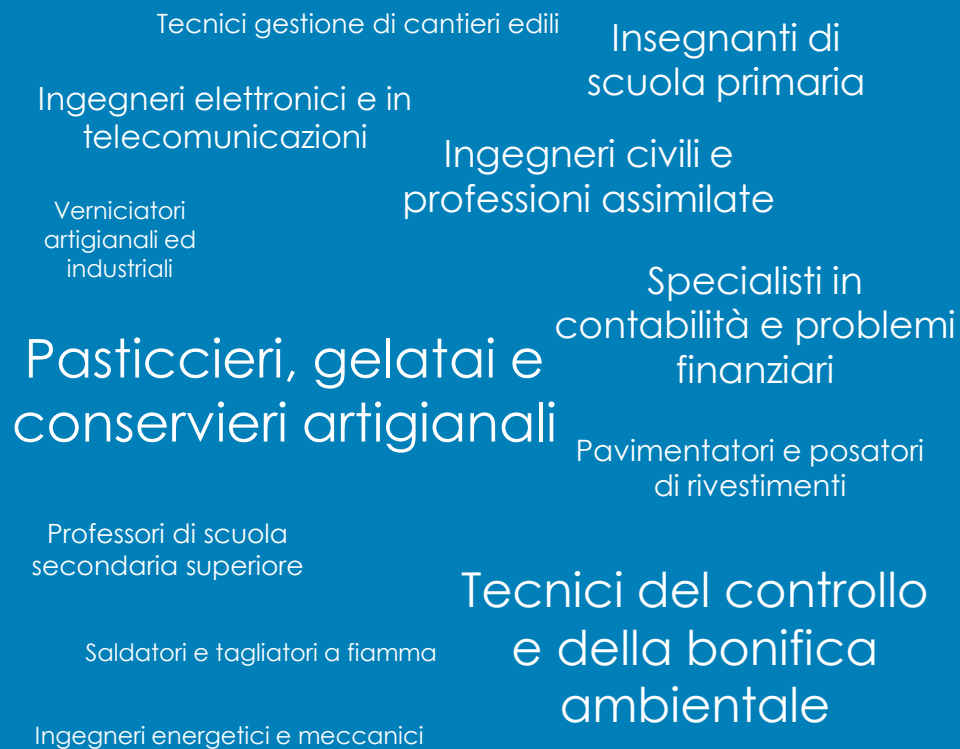 Tecnici gestione di cantieri edili
Insegnanti di
scuola primaria
Ingegneri elettronici e in
telecomunicazioni
Ingegneri civili e
professioni assimilate
Verniciatori
artigianali ed
industriali
Specialisti in
contabilità e problemi
finanziari
Pasticcieri, gelatai e
conservieri artigianali
Pavimentatori e posatori
di rivestimenti
Professori di scuola
secondaria superiore
Tecnici del controllo
e della bonifica
ambientale
Saldatori e tagliatori a fiamma
Ingegneri energetici e meccanici